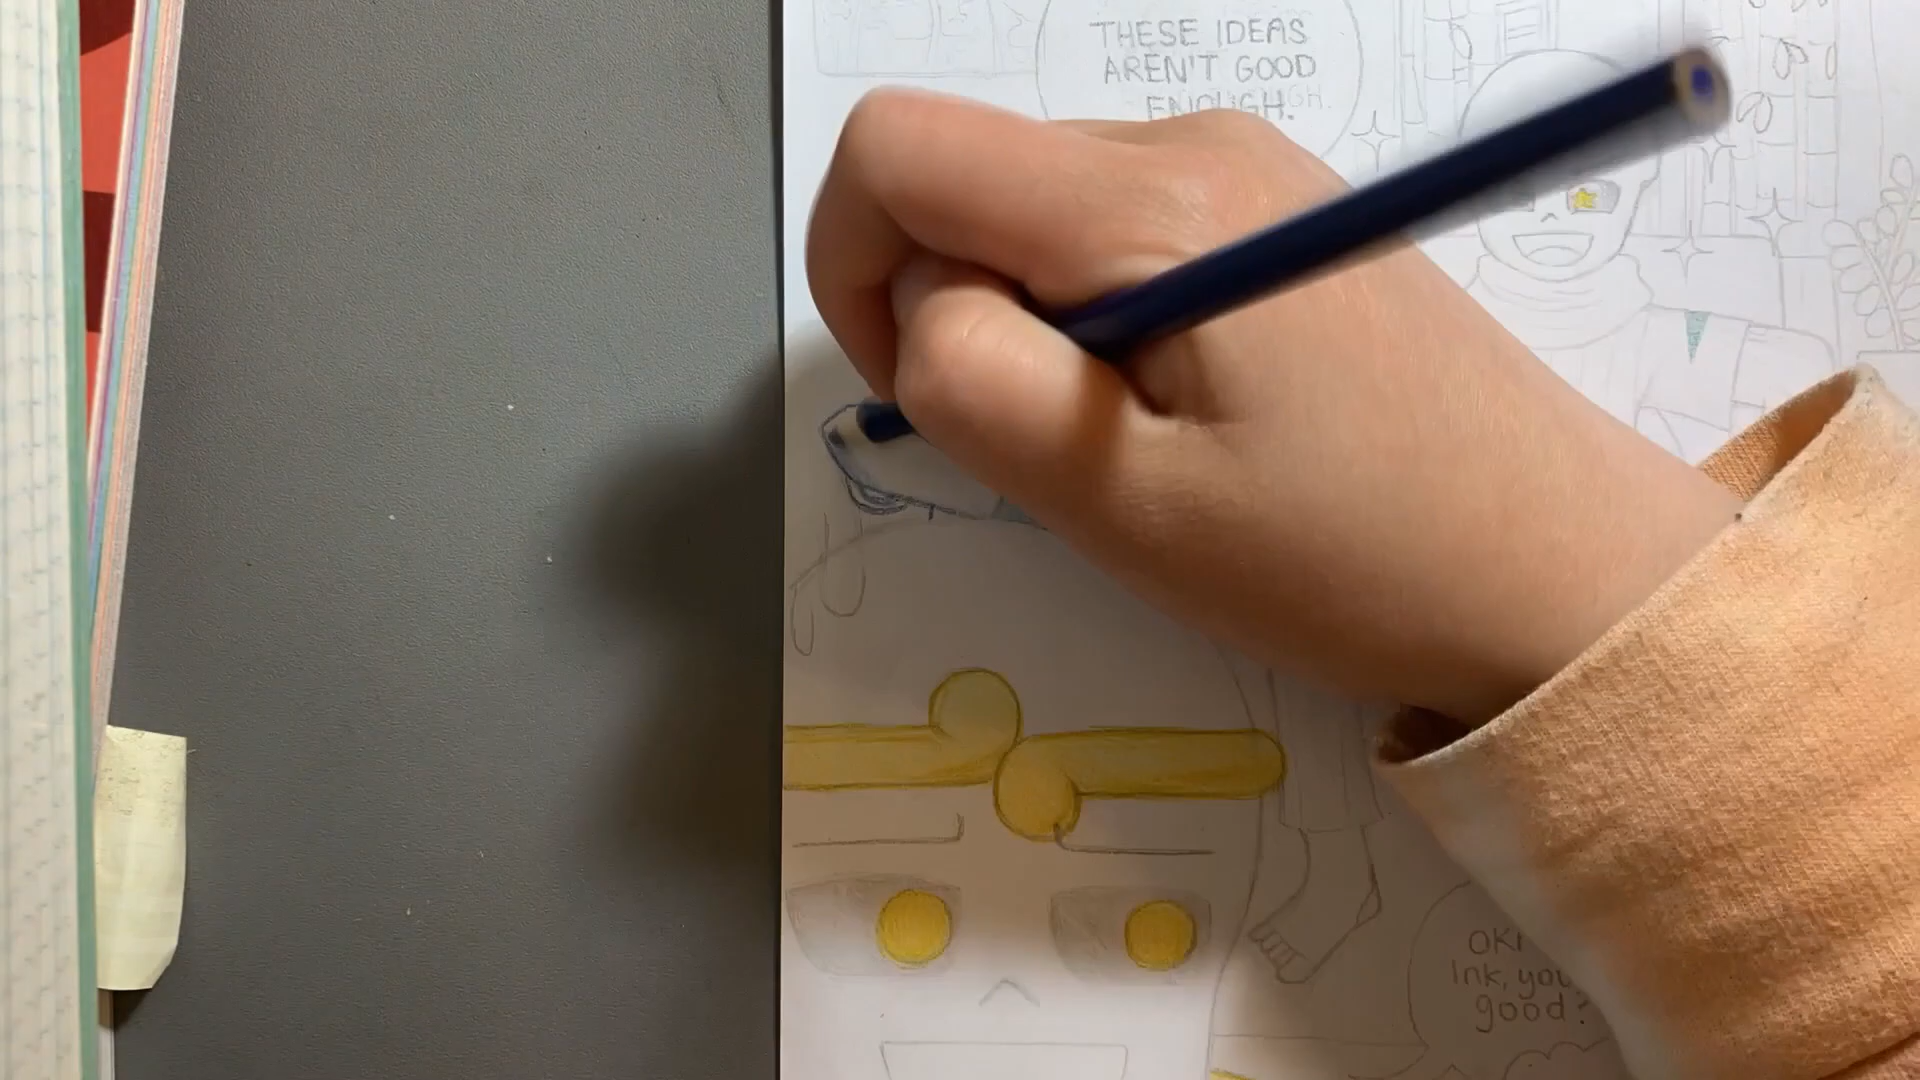 THESE IDEAS
AREN'T GOOD
ENOUGH.
Ink, you
good?